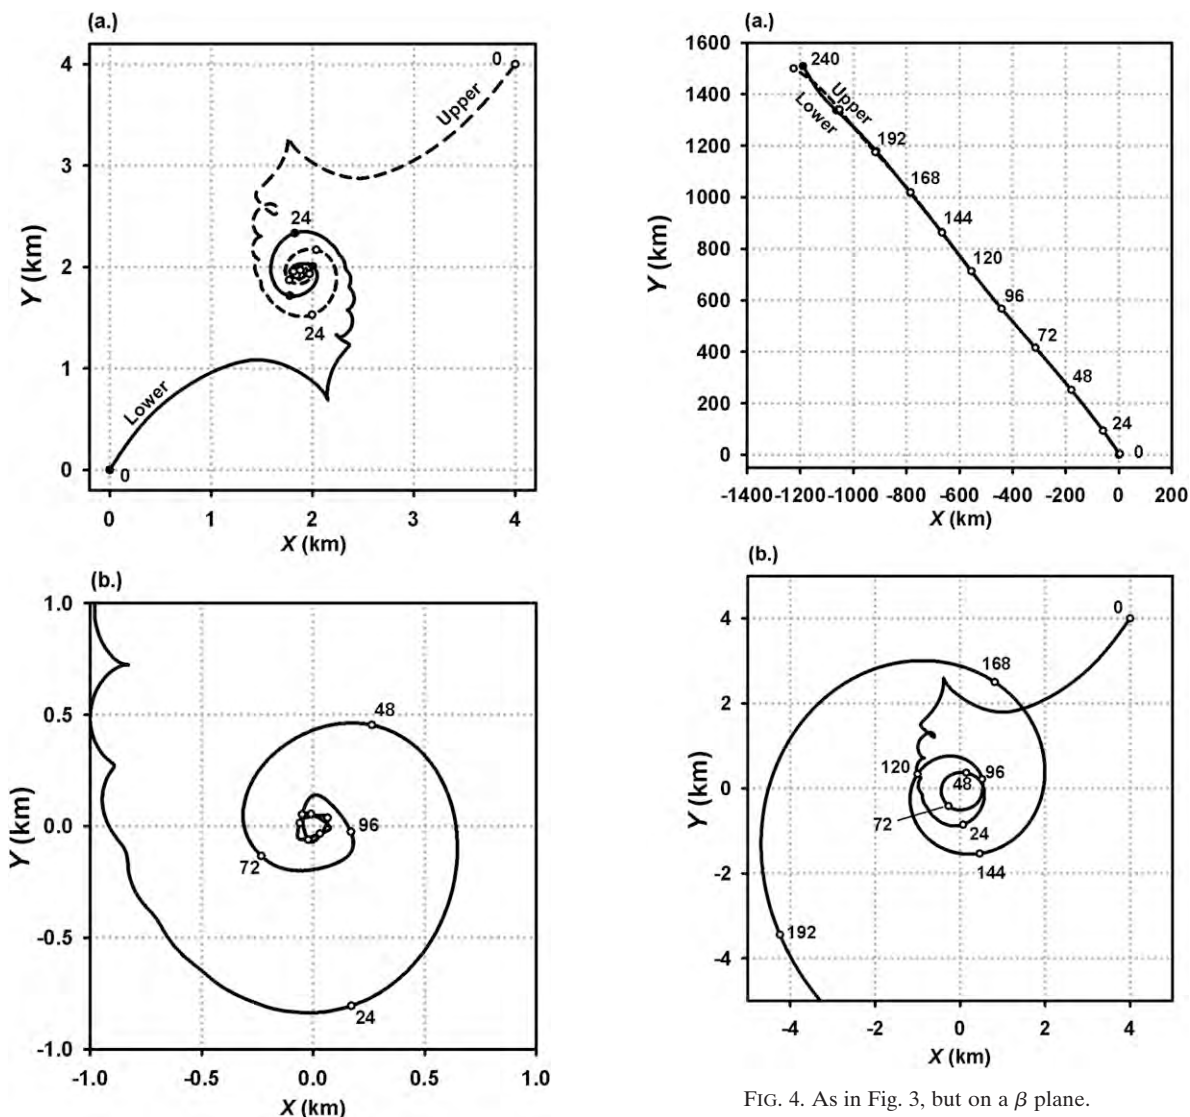 (a.)
4
3
2
1
0
Y (km)
0
Upper
24
24
Lower
0
0 1 2 3 4
X (km)
(b.)
1.0
0.5
0.0
-0.5
-1.0
Y (km)
48
96
72
24
-1.0 -0.5 0.0 0.5 1.0
X (km)
(a.)
1600
1400
1200
1000
800
600
400
200
0
Y (km)
240
Upper
Lower
192
168
144
120
96
72
48
24
0
-1400 -1200 -1000 -800 -600 -400 -200 0 200
X (km)
(b.)
4
2
0
-2
-4
Y (km)
0
168
120
96
48
72
24
144
192
-4 -2 0 2 4
X (km)
FIG. 4. As in Fig. 3, but on a β plane.